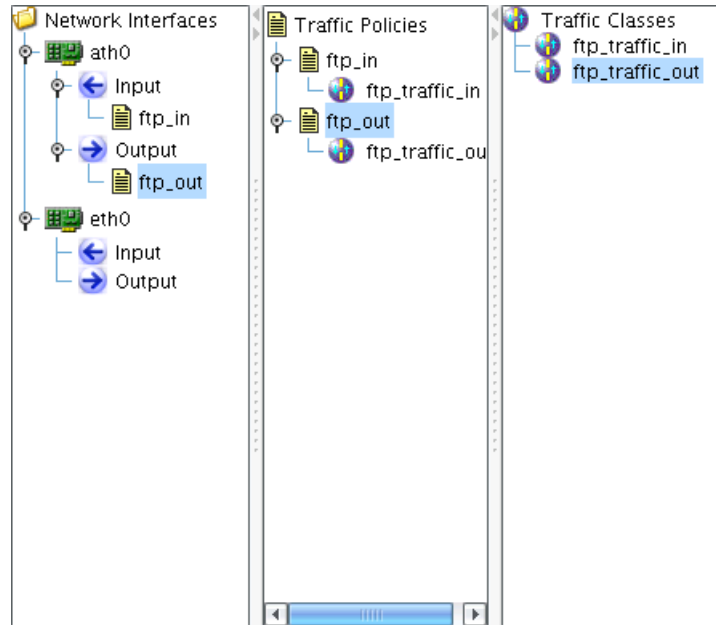 Network Interfaces
ath0
Input
ftp_in
Output
ftp_out
eth0
Input
Output
Traffic Policies
ftp_in
ftp_traffic_in
ftp_out
ftp_traffic_ou
Traffic Classes
ftp_traffic_in
ftp_traffic_out